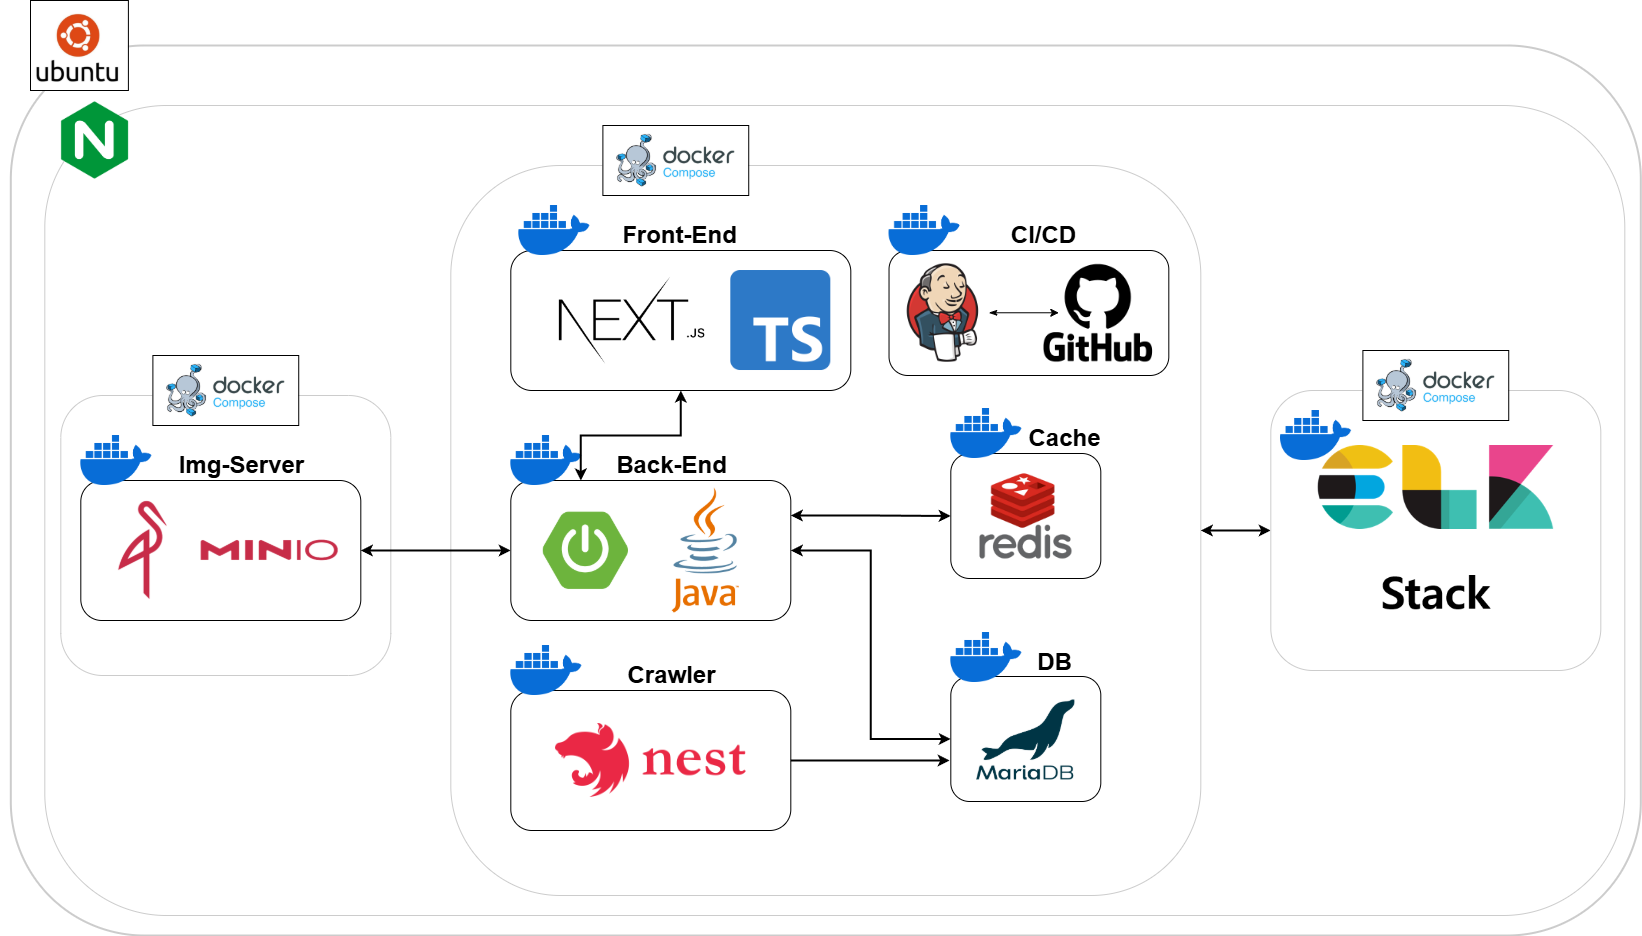 ubuntu
N
docker
Compose
Front-End
CI/CD
NEXT.JS
TS
GitHub
docker
Compose
docker
Compose
Img-Server
Back-End
Cache
MINIO
Java
redis
ELK
Stack
Crawler
DB
nest
MariaDB